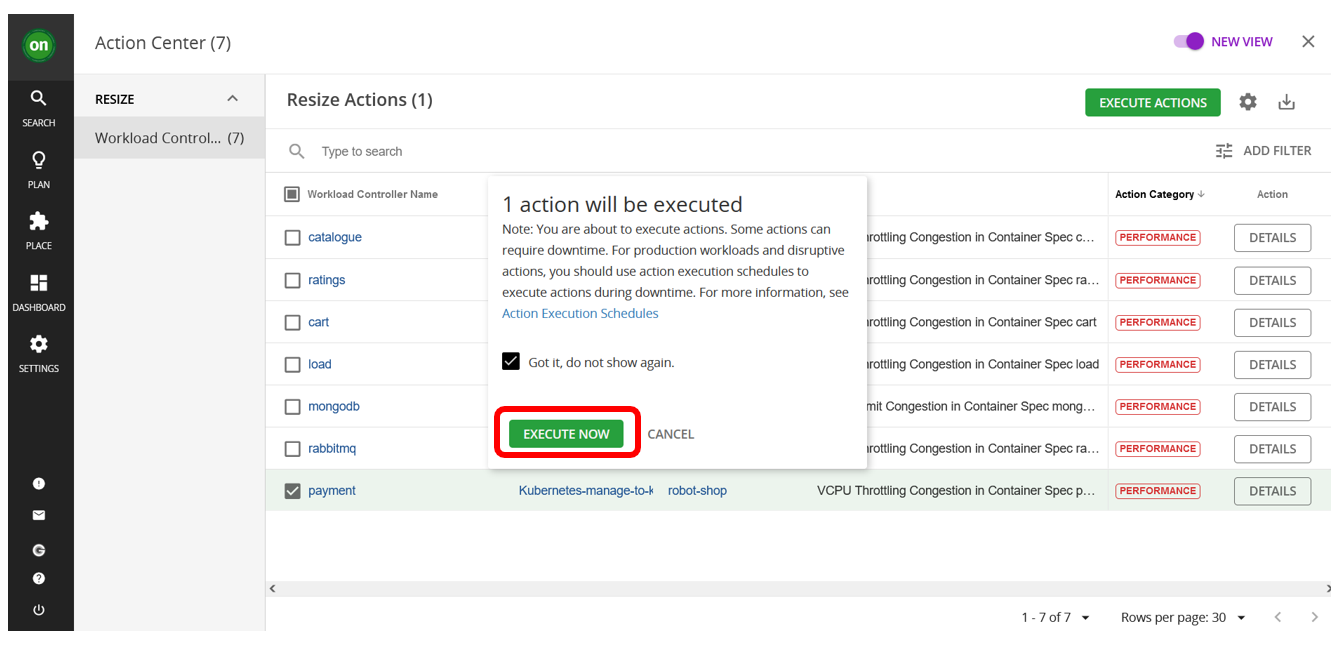 on
Action Center (7)
NEW VIEW
SEARCH
PLAN
PLACE
DASHBOARD
SETTINGS
RESIZE
Workload Control... (7)
Resize Actions (1)
EXECUTE ACTIONS
Type to search
ADD FILTER
Workload Controller Name
Action Category
Action
catalogue
rottling Congestion in Container Spec c...
PERFORMANCE
DETAILS
ratings
rottling Congestion in Container Spec ra...
PERFORMANCE
DETAILS
cart
rottling Congestion in Container Spec cart
PERFORMANCE
DETAILS
load
rottling Congestion in Container Spec load
PERFORMANCE
DETAILS
mongodb
mit Congestion in Container Spec mong...
PERFORMANCE
DETAILS
rabbitmq
rottling Congestion in Container Spec ra...
PERFORMANCE
DETAILS
payment
Kubernetes-manage-to-k
robot-shop
VCPU Throttling Congestion in Container Spec p...
PERFORMANCE
DETAILS
1 action will be executed
Note: You are about to execute actions. Some actions can
require downtime. For production workloads and disruptive
actions, you should use action execution schedules to
execute actions during downtime. For more information, see
Action Execution Schedules
Got it, do not show again.
EXECUTE NOW
CANCEL
1 - 7 of 7
Rows per page: 30